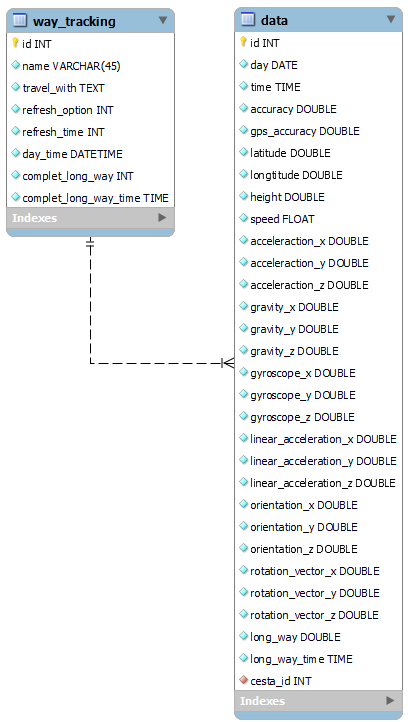 way_tracking
id INT
name VARCHAR(45)
travel_with TEXT
refresh_option INT
refresh_time INT
day_time DATETIME
complet_long_way INT
complet_long_way_time TIME
Indexes
data
id INT
day DATE
time TIME
accuracy DOUBLE
gps_accuracy DOUBLE
latitude DOUBLE
longtitude DOUBLE
height DOUBLE
speed FLOAT
acceleraction_x DOUBLE
acceleraction_y DOUBLE
acceleraction_z DOUBLE
gravity_x DOUBLE
gravity_y DOUBLE
gravity_z DOUBLE
gyroscope_x DOUBLE
gyroscope_y DOUBLE
gyroscope_z DOUBLE
linear_acceleration_x DOUBLE
linear_acceleration_y DOUBLE
linear_acceleration_z DOUBLE
orientation_x DOUBLE
orientation_y DOUBLE
orientation_z DOUBLE
rotation_vector_x DOUBLE
rotation_vector_y DOUBLE
rotation_vector_z DOUBLE
long_way DOUBLE
long_way_time TIME
cesta_id INT
Indexes